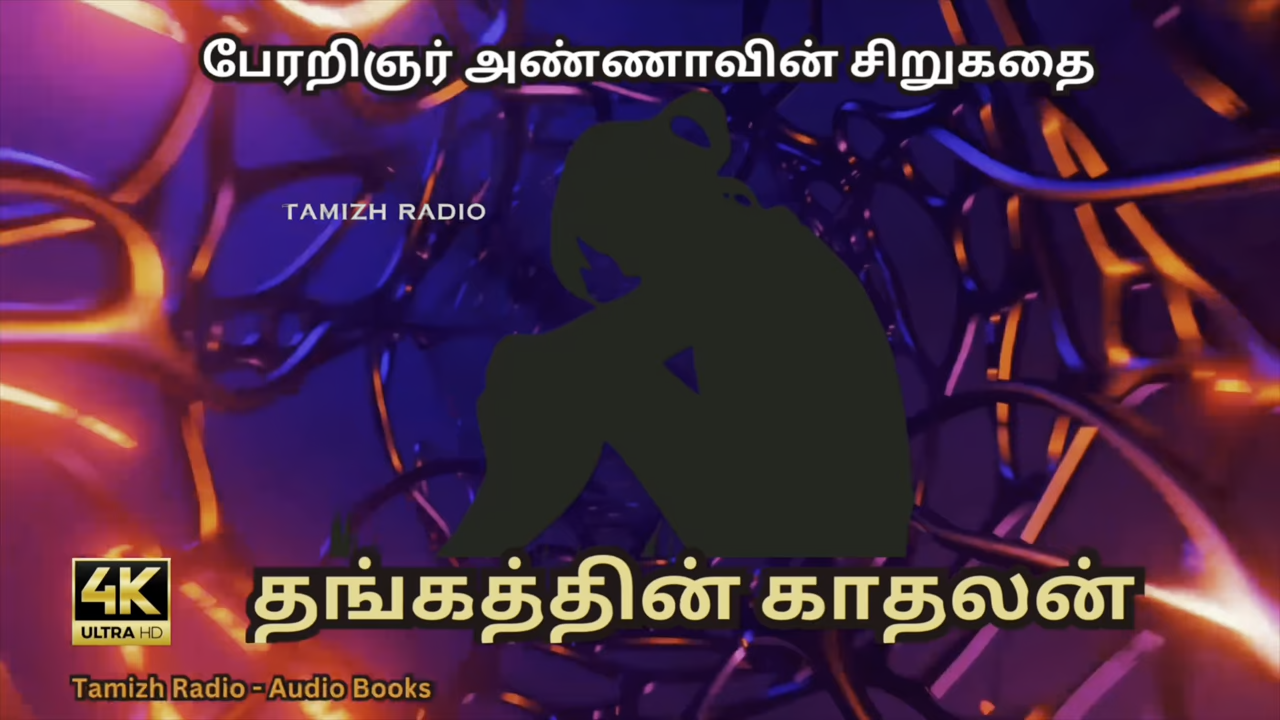 பேரறிஞர் அண்ணாவின் சிறுகதை
TAMIZH RADIO
4K
ULTRA HD
தங்கத்தின் காதலன்
Tamizh Radio - Audio Books